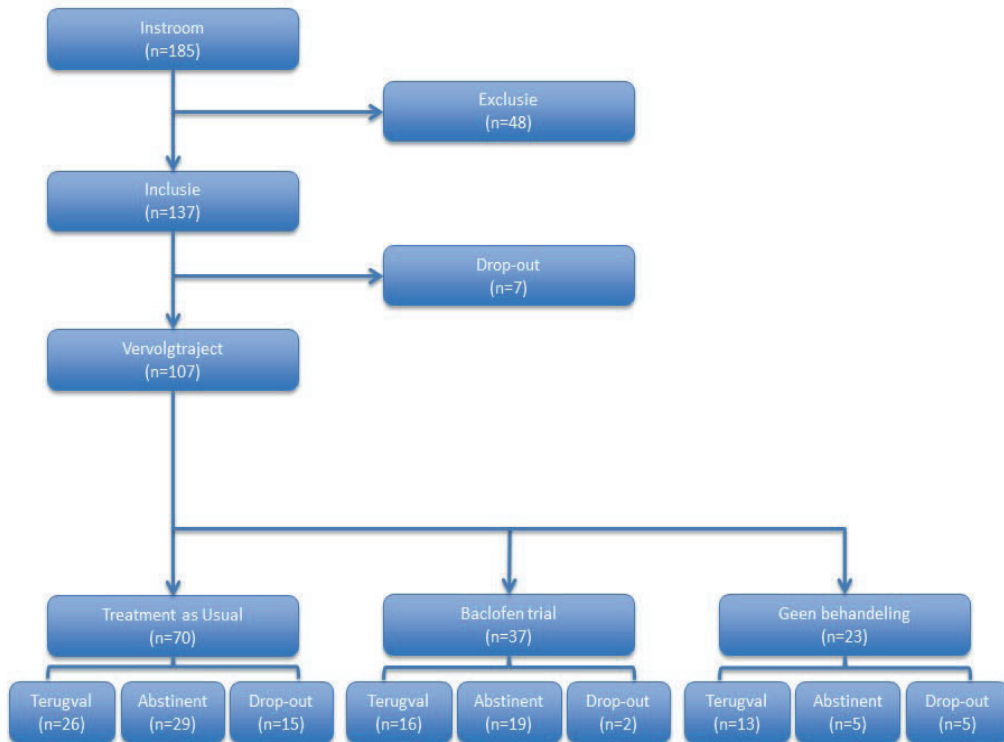 Instroom
(n=185)
Exclusie
(n=48)
Inclusie
(n=137)
Drop-out
(n=7)
Vervolgtraject
(n=107)
Treatment as Usual
(n=70)
Baclofen trial
(n=37)
Geen behandeling
(n=23)
Terugval
(n=26)
Abstinent
(n=29)
Drop-out
(n=15)
Terugval
(n=16)
Abstinent
(n=19)
Drop-out
(n=2)
Terugval
(n=13)
Abstinent
(n=5)
Drop-out
(n=5)